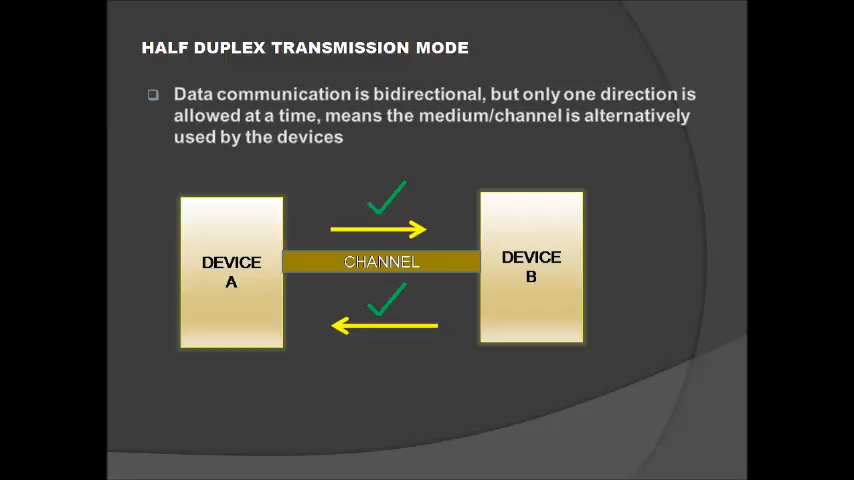 HALF DUPLEX TRANSMISSION MODE
Data communication is bidirectional, but only one direction is
allowed at a time, means the medium/channel is alternatively
used by the devices
DEVICE
A
CHANNEL
DEVICE
B